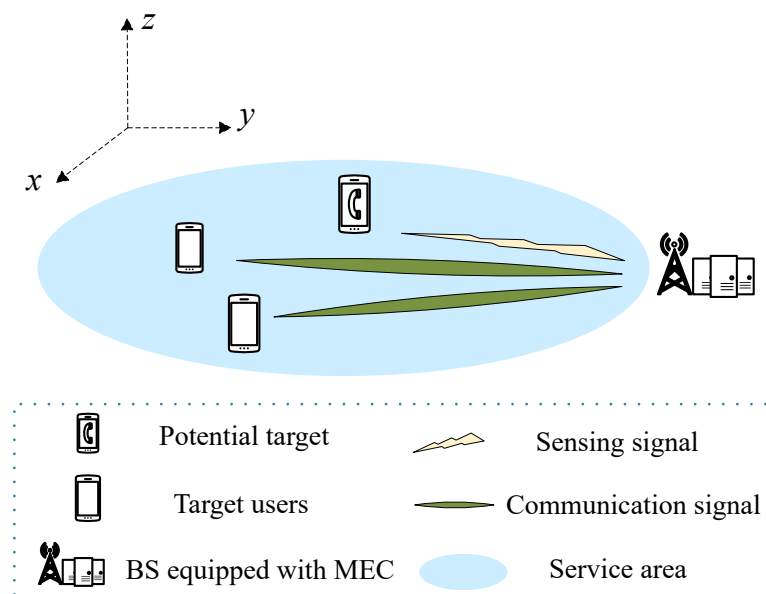 z
y
x
Potential target
Sensing signal
Target users
Communication signal
BS equipped with MEC
Service area